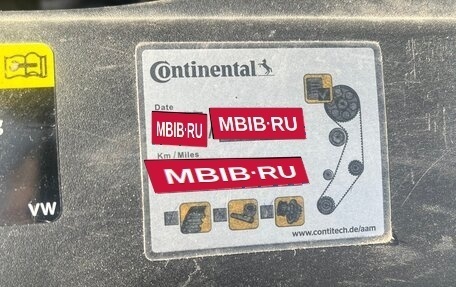 Continental
Date
MBIB·RU
MBIB·RU
Km / Miles
MBIB·RU
VW
www.contitech.de/aam